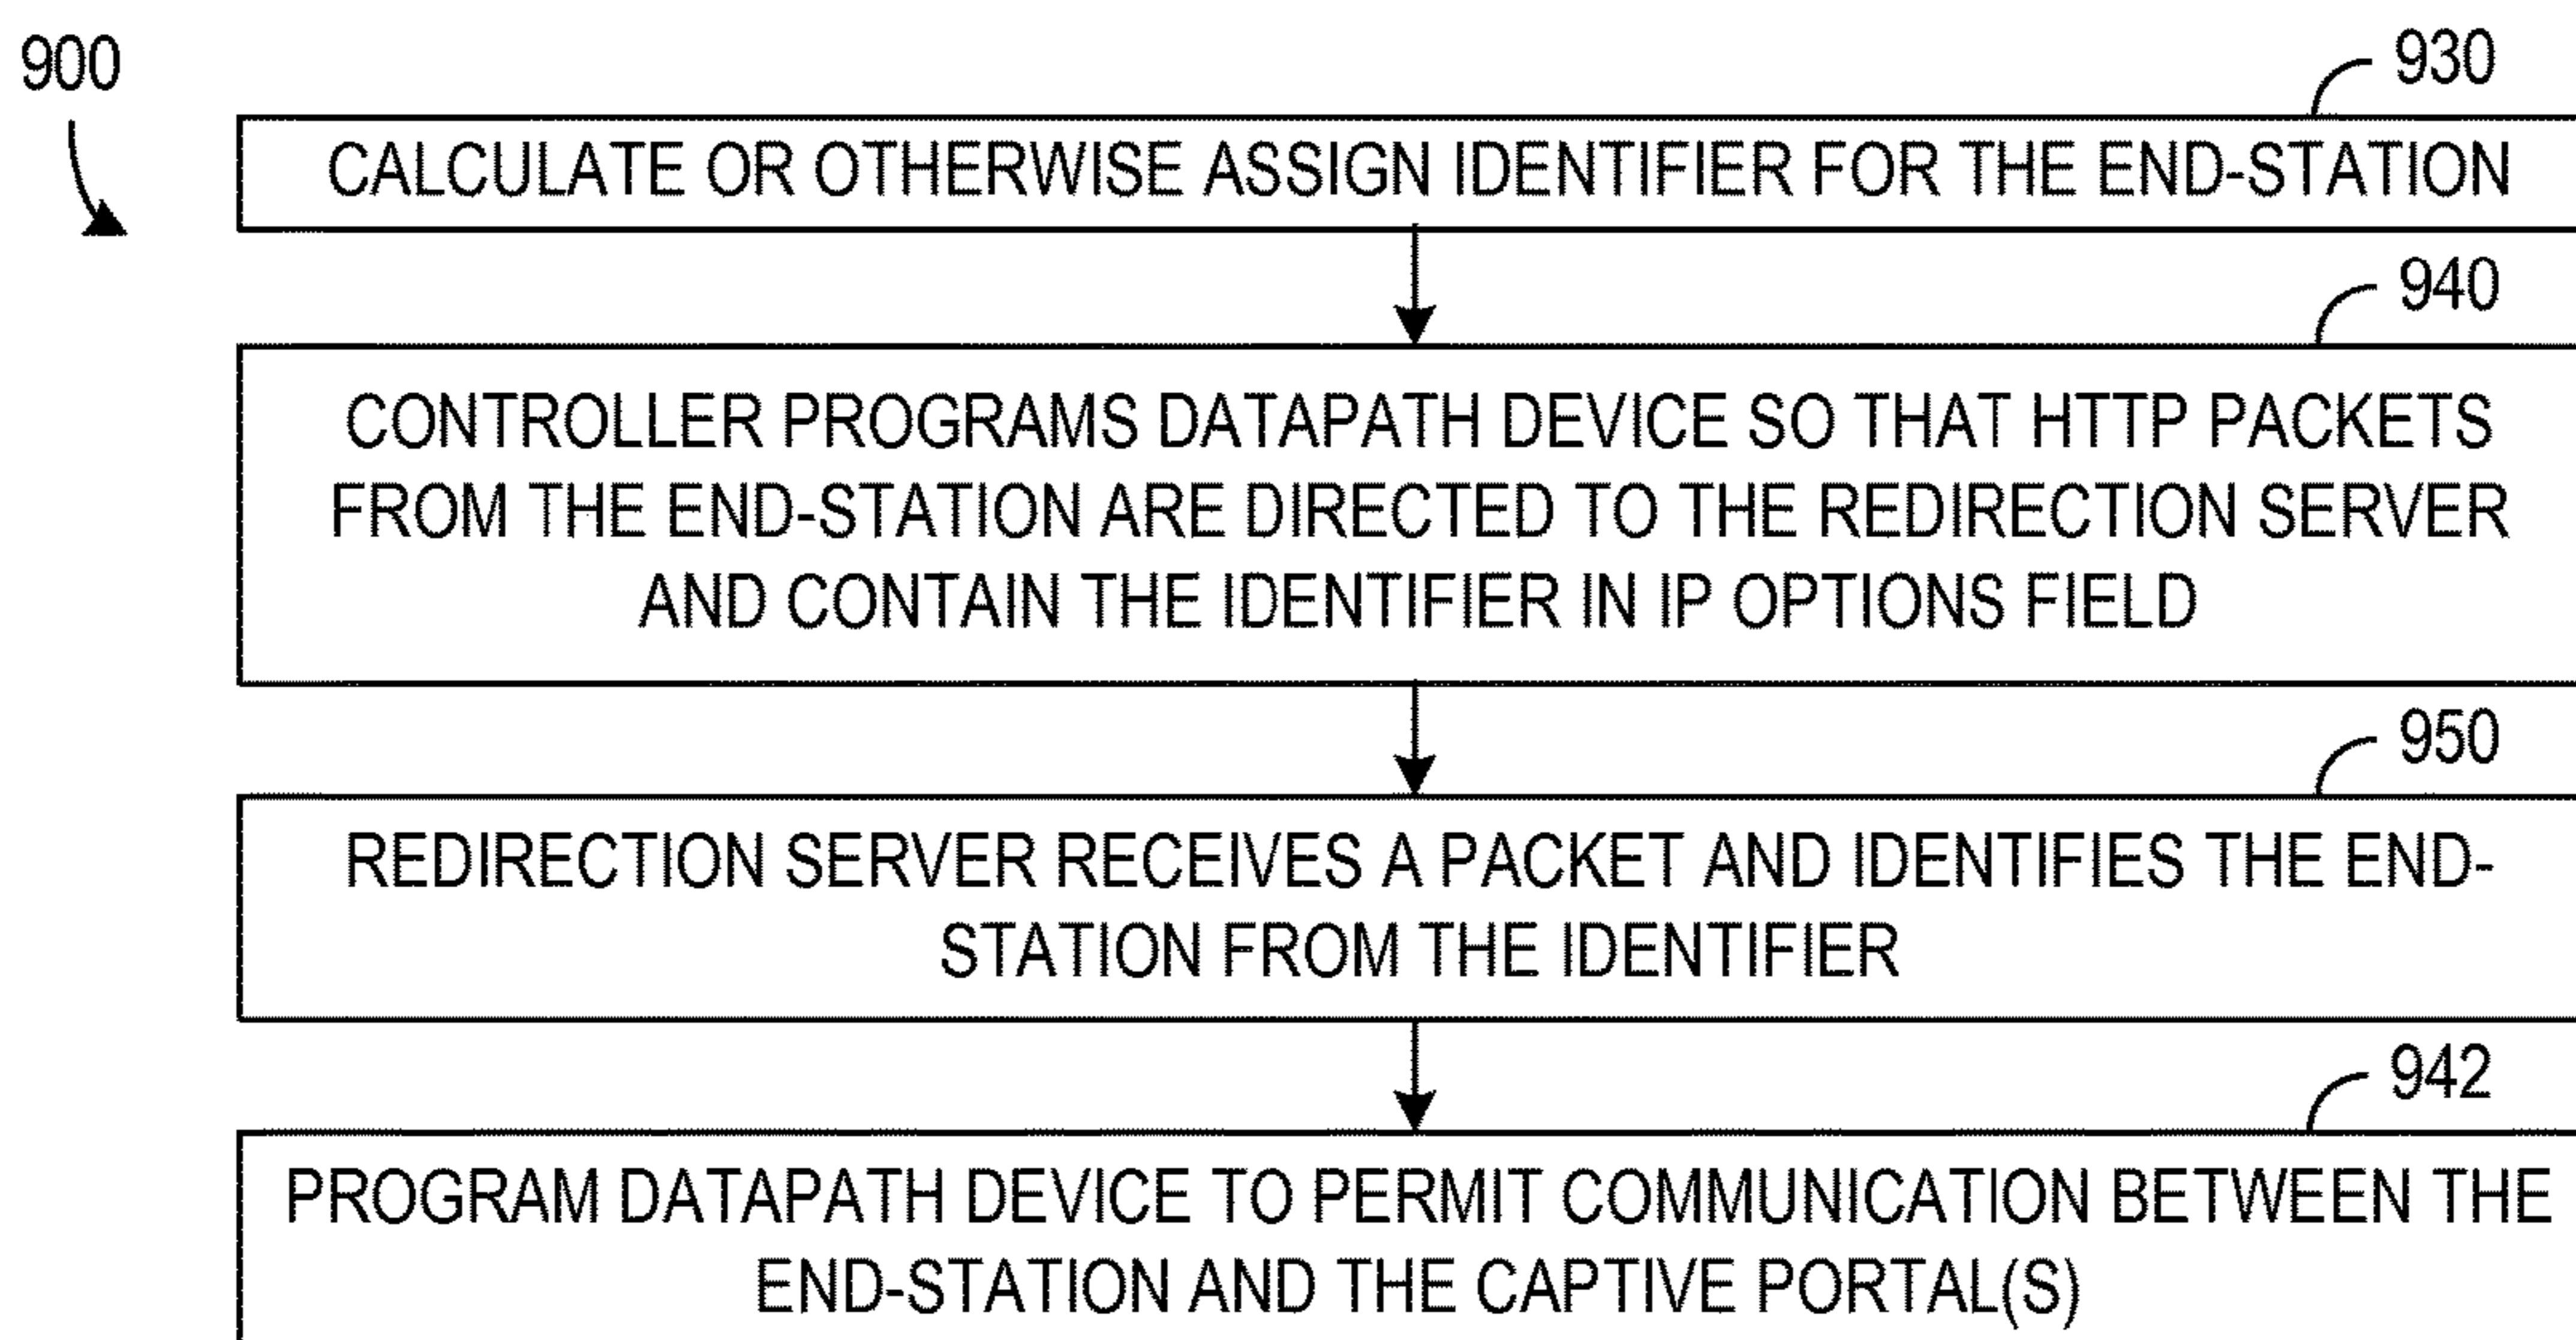 900
930
CALCULATE OR OTHERWISE ASSIGN IDENTIFIER FOR THE END-STATION
940
CONTROLLER PROGRAMS DATAPATH DEVICE SO THAT HTTP PACKETS
FROM THE END-STATION ARE DIRECTED TO THE REDIRECTION SERVER
AND CONTAIN THE IDENTIFIER IN IP OPTIONS FIELD
950
REDIRECTION SERVER RECEIVES A PACKET AND IDENTIFIES THE END-
STATION FROM THE IDENTIFIER
942
PROGRAM DATAPATH DEVICE TO PERMIT COMMUNICATION BETWEEN THE
END-STATION AND THE CAPTIVE PORTAL(S)